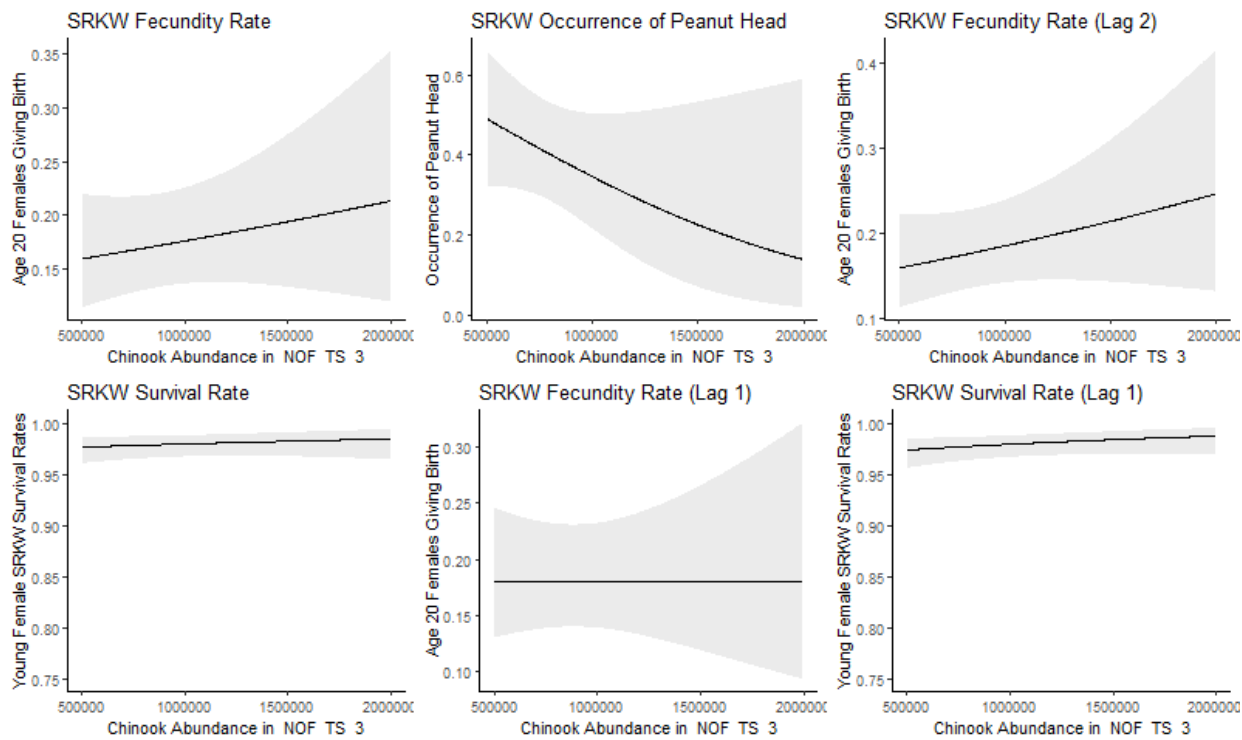 SRKW Fecundity Rate
Age 20 Females Giving Birth
0.35
0.30
0.25
0.20
0.15
500000 1000000 1500000 2000000
Chinook Abundance in NOF TS 3
SRKW Occurrence of Peanut Head
Occurrence of Peanut Head
0.6
0.4
0.2
0.0
500000 1000000 1500000 2000000
Chinook Abundance in NOF TS 3
SRKW Fecundity Rate (Lag 2)
Age 20 Females Giving Birth
0.4
0.3
0.2
0.1
500000 1000000 1500000 2000000
Chinook Abundance in NOF TS 3
SRKW Survival Rate
Young Female SRKW Survival Rates
1.00
0.95
0.90
0.85
0.80
0.75
500000 1000000 1500000 2000000
Chinook Abundance in NOF TS 3
SRKW Fecundity Rate (Lag 1)
Age 20 Females Giving Birth
0.30
0.25
0.20
0.15
0.10
500000 1000000 1500000 2000000
Chinook Abundance in NOF TS 3
SRKW Survival Rate (Lag 1)
Young Female SRKW Survival Rates
1.00
0.95
0.90
0.85
0.80
0.75
500000 1000000 1500000 2000000
Chinook Abundance in NOF TS 3